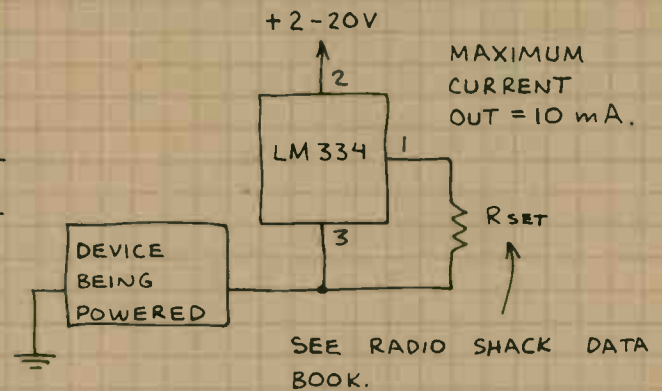 +2-20V
MAXIMUM
CURRENT
OUT = 10 mA.
2
LM334
1
RSET
3
DEVICE
BEING
POWERED
SEE RADIO SHACK DATA
BOOK.